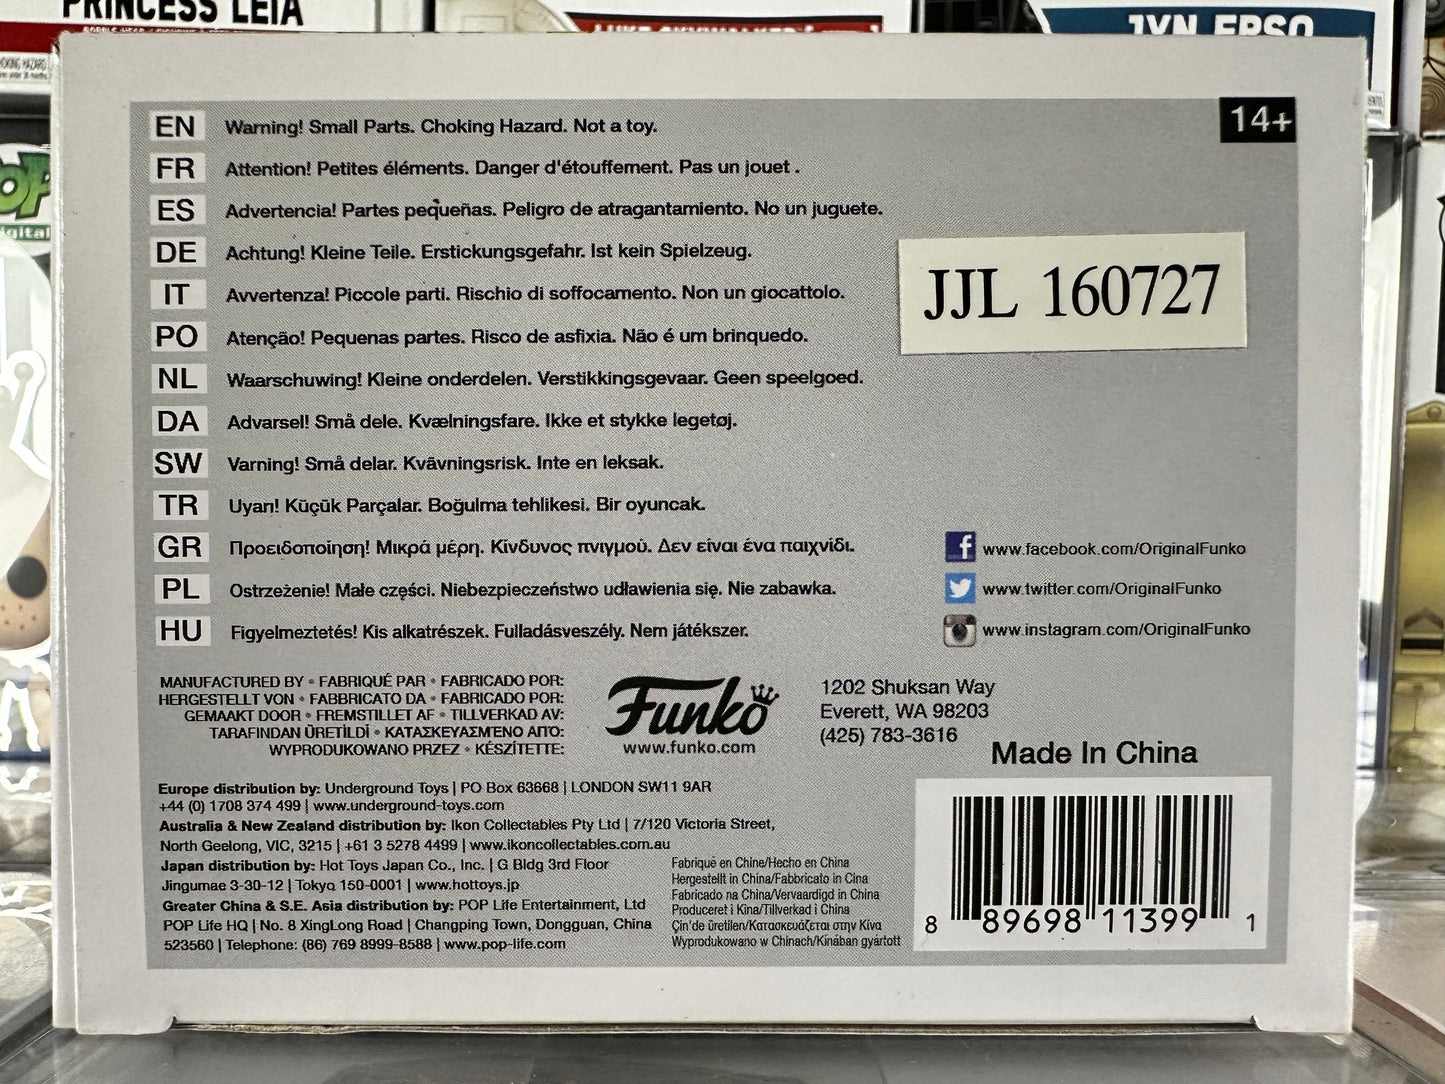 PRINCESS LEIA
JYN ERSO
EN Warning! Small Parts. Choking Hazard. Not a toy.
14+
FR Attention! Petites éléments. Danger d'étouffement. Pas un jouet .
ES Advertencia! Partes pequeñas. Peligro de atragantamiento. No un juguete.
DE Achtung! Kleine Teile. Erstickungsgefahr. Ist kein Spielzeug.
IT Avvertenza! Piccole parti. Rischio di soffocamento. Non un giocattolo.
JJL 160727
PO Atenção! Pequenas partes. Risco de asfixia. Não é um brinquedo.
NL Waarschuwing! Kleine onderdelen. Verstikkingsgevaar. Geen speelgoed.
DA Advarsel! Små dele. Kvælningsfare. Ikke et stykke legetøj.
SW Varning! Små delar. Kvävningsrisk. Inte en leksak.
TR Uyarı! Küçük Parçalar. Boğulma tehlikesi. Bir oyuncak.
GR Προειδοποίηση! Μικρά μέρη. Κίνδυνος πνιγμού. Δεν είναι ένα παιχνίδι.
PL Ostrzeżenie! Małe części. Niebezpieczeństwo udławienia się. Nie zabawka.
HU Figyelmeztetés! Kis alkatrészek. Fulladásveszély. Nem játékszer.
www.facebook.com/OriginalFunko
www.twitter.com/OriginalFunko
www.instagram.com/OriginalFunko
MANUFACTURED BY • FABRIQUÉ PAR • FABRICADO POR:
HERGESTELLT VON • FABBRICATO DA • FABRICADO POR:
GEMAAKT DOOR • FREMSTILLET AF • TILLVERKAD AV:
TARAFINDAN ÜRETİLDİ • ΚΑΤΑΣΚΕΥΑΣΜΈΝΟ ΑΠΌ:
WYPRODUKOWANO PRZEZ • KÉSZÍTETTE:
Funko
www.funko.com
1202 Shuksan Way
Everett, WA 98203
(425) 783-3616
Made In China
Europe distribution by: Underground Toys | PO Box 63668 | LONDON SW11 9AR
+44 (0) 1708 374 499 | www.underground-toys.com
Australia & New Zealand distribution by: Ikon Collectables Pty Ltd | 7/120 Victoria Street,
North Geelong, VIC, 3215 | +61 3 5278 4499 | www.ikoncollectables.com.au
Japan distribution by: Hot Toys Japan Co., Inc. | G Bldg 3rd Floor
Jingumae 3-30-12 | Tokyo 150-0001 | www.hottoys.jp
Greater China & S.E. Asia distribution by: POP Life Entertainment, Ltd
POP Life HQ | No. 8 XingLong Road | Changping Town, Dongguan, China
523560 | Telephone: (86) 769 8999-8588 | www.pop-life.com
Fabriqué en Chine/Hecho en China
Hergestellt in China/Fabbricato in Cina
Fabricado na China/Vervaardigd in China
Produceret i Kina/Tillverkad i China
Çin'de üretilen/Κατασκευάζεται στην Κίνα
Wyprodukowano w Chinach/Kínában gyártott
8 89698 11399 1